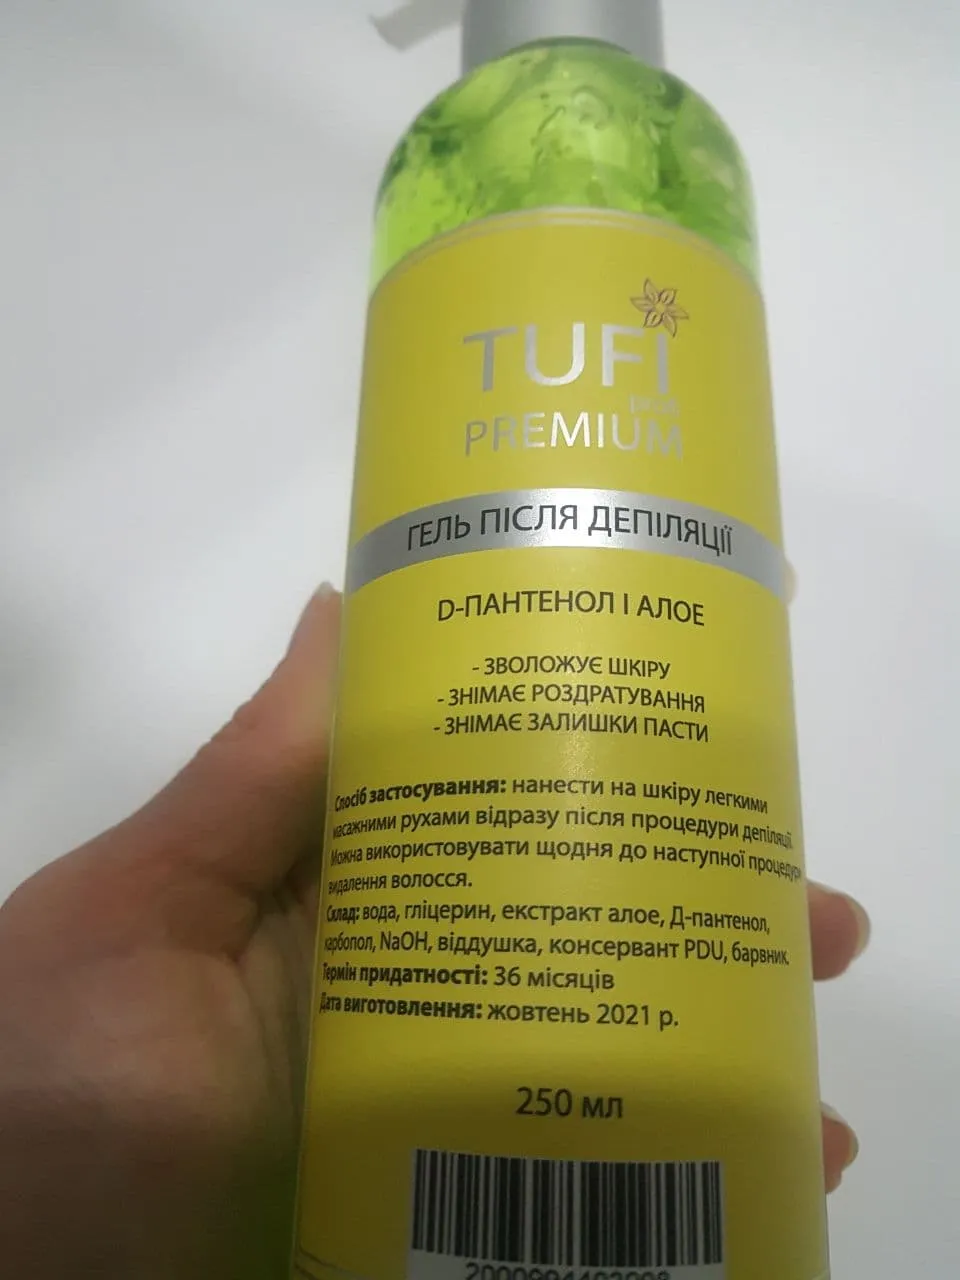 TUFI
PREMIUM
ГЕЛЬ ПІСЛЯ ДЕПІЛЯЦІЇ
D-ПАНТЕНОЛ І АЛОЕ
- ЗВОЛОЖУЄ ШКІРУ
- ЗНІМАЄ РОЗДРАТУВАННЯ
- ЗНІМАЄ ЗАЛИШКИ ПАСТИ
Спосіб застосування: нанести на шкіру легкими
масажними рухами відразу після процедури депіляції.
Можна використовувати щодня до наступної процедури
видалення волосся.
Склад: вода, гліцерин, екстракт алое, Д-пантенол,
карбопол, NaOH, віддушка, консервант PDU, барвник.
Термін придатності: 36 місяців
Дата виготовлення: жовтень 2021 р.
250 мл